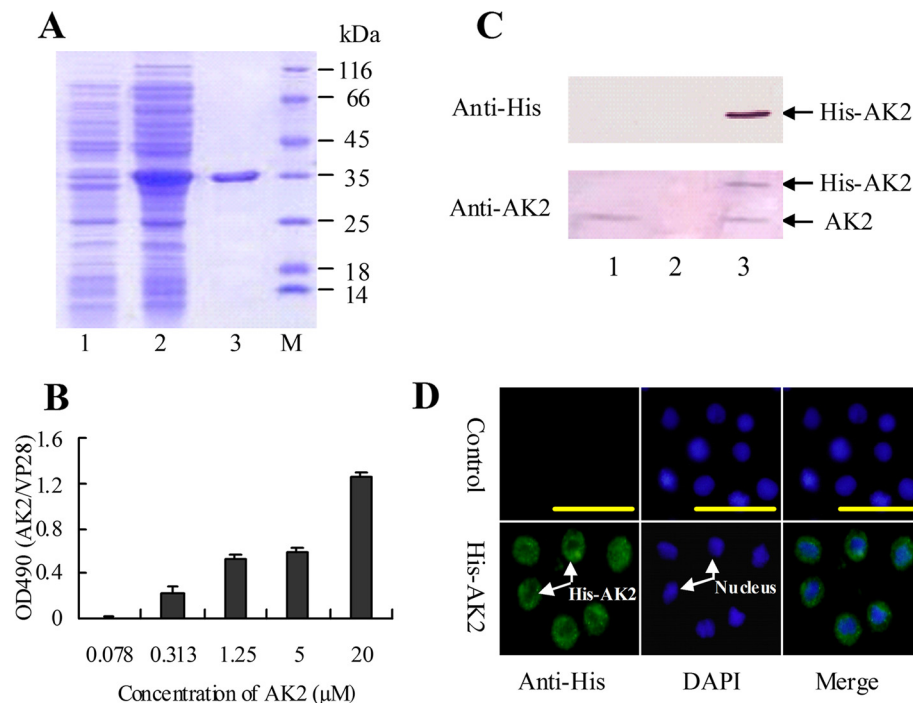 A
kDa
116
66
45
35
25
18
14
1 2 3 M
B
OD490 (AK2/VP28)
1.6
1.2
0.8
0.4
0
0.078 0.313 1.25 5 20
Concentration of AK2 (μM)
C
Anti-His
His-AK2
Anti-AK2
His-AK2
AK2
1 2 3
D
Control
His-AK2
His-AK2
Nucleus
Anti-His DAPI Merge